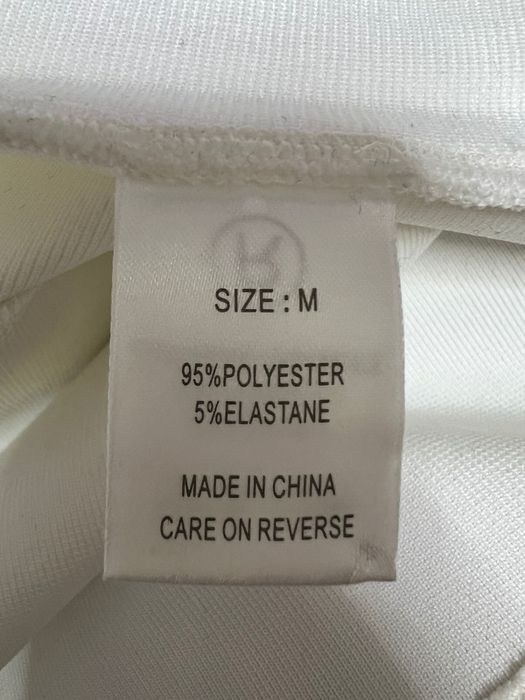 SIZE : M
95%POLYESTER
5%ELASTANE
MADE IN CHINA
CARE ON REVERSE